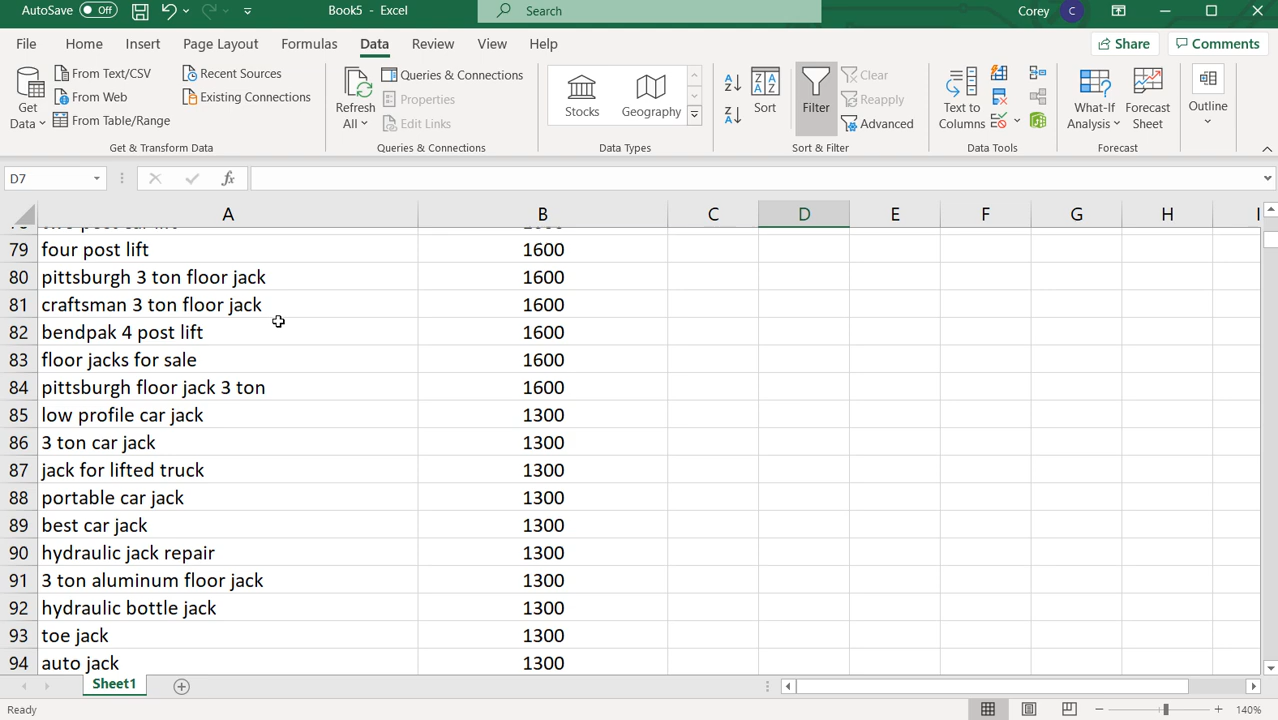 AutoSave Off Book5 - Excel Search Corey C
File Home Insert Page Layout Formulas Data Review View Help Share Comments
Get Data
From Text/CSV
From Web
From Table/Range
Recent Sources
Existing Connections
Get & Transform Data
Refresh All
Queries & Connections
Properties
Edit Links
Queries & Connections
Stocks
Geography
Data Types
Sort
Filter
Clear
Reapply
Advanced
Sort & Filter
Text to Columns
Data Tools
What-If Analysis
Forecast Sheet
Forecast
Outline
D7 fx
A B C D E F G H I
79 four post lift 1600
80 pittsburgh 3 ton floor jack 1600
81 craftsman 3 ton floor jack 1600
82 bendpak 4 post lift 1600
83 floor jacks for sale 1600
84 pittsburgh floor jack 3 ton 1600
85 low profile car jack 1300
86 3 ton car jack 1300
87 jack for lifted truck 1300
88 portable car jack 1300
89 best car jack 1300
90 hydraulic jack repair 1300
91 3 ton aluminum floor jack 1300
92 hydraulic bottle jack 1300
93 toe jack 1300
94 auto jack 1300
Sheet1
Ready 140%